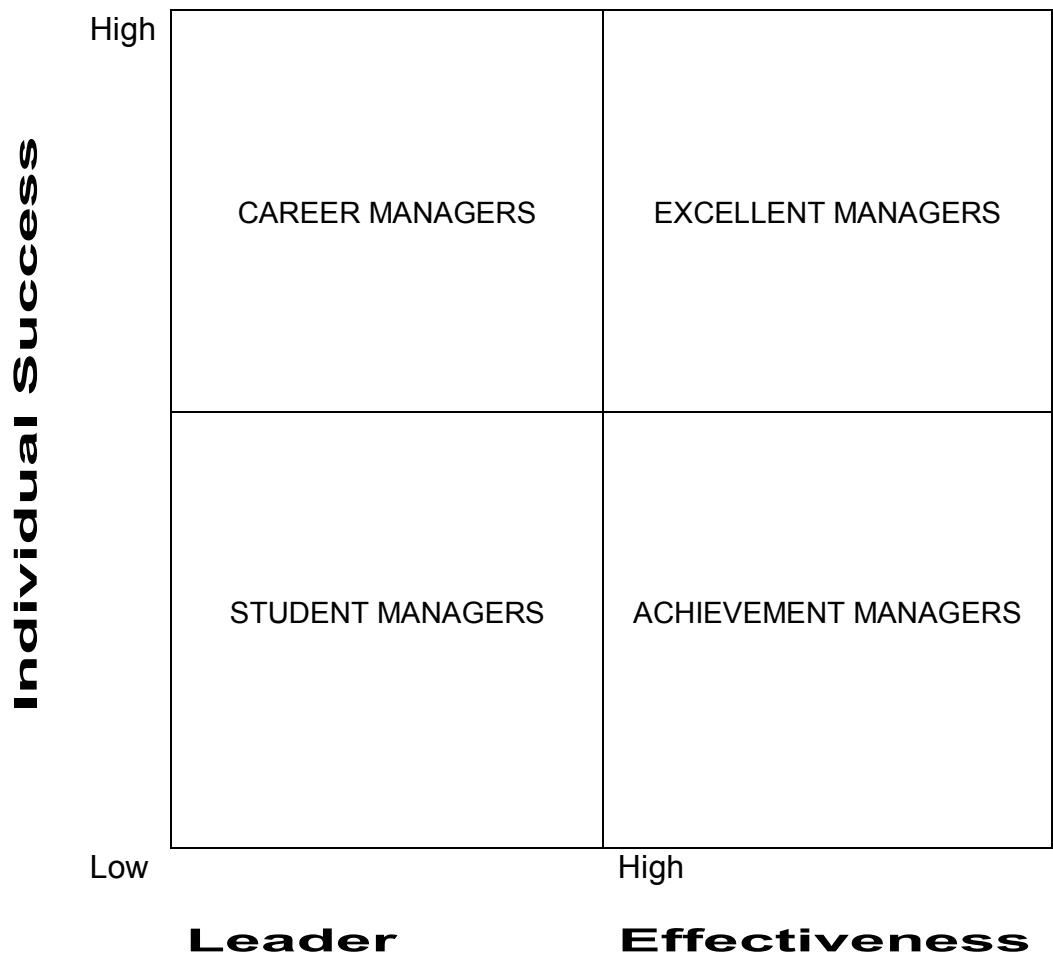 High
Individual Success
CAREER MANAGERS
EXCELLENT MANAGERS
STUDENT MANAGERS
ACHIEVEMENT MANAGERS
Low
High
Leader Effectiveness